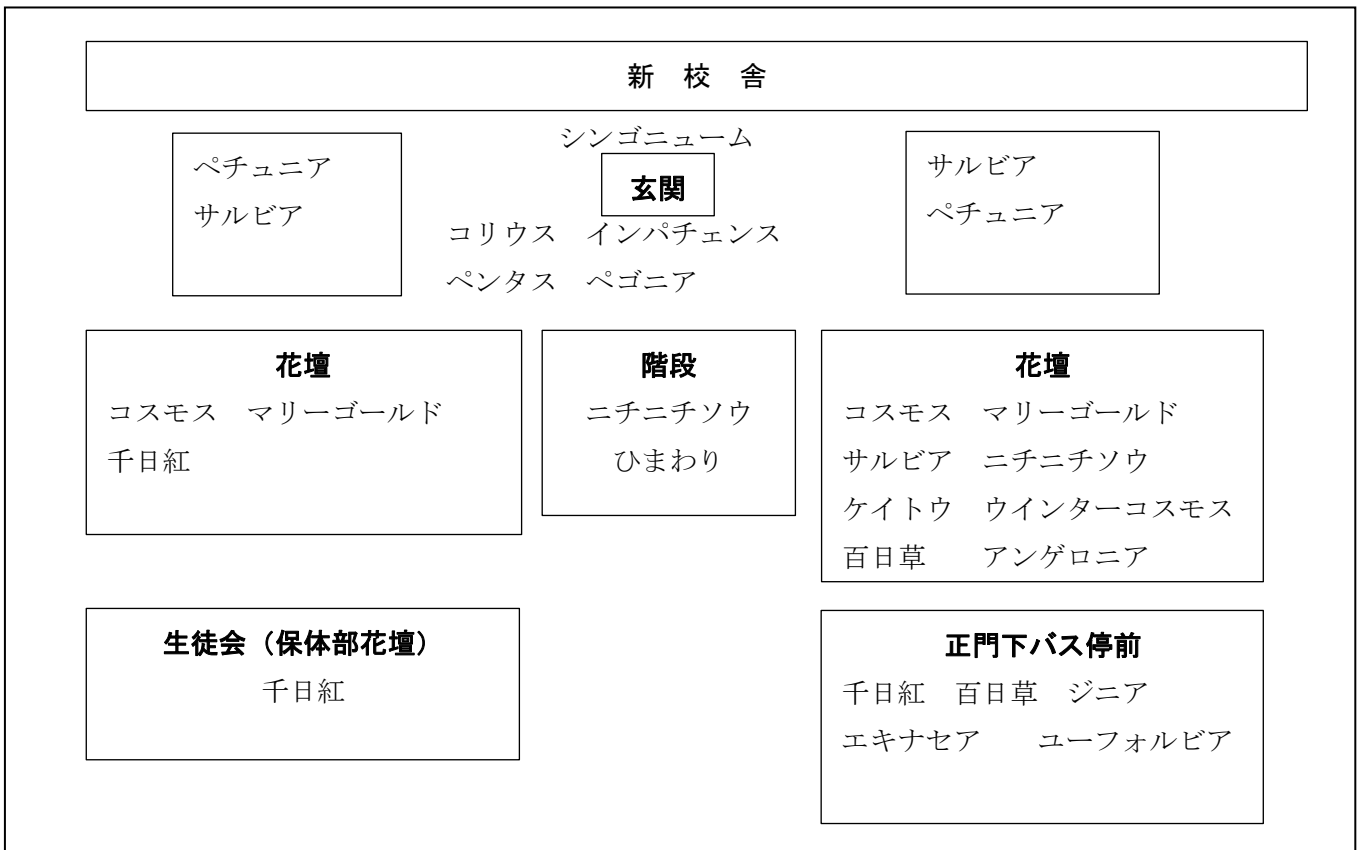 新 校 舎
ペチュニア
サルビア
シンゴニューム
玄関
コリウス インパチェンス
ペンタス ペゴニア
サルビア
ペチュニア
花壇
コスモス マリーゴールド
千日紅
階段
ニチニチソウ
ひまわり
花壇
コスモス マリーゴールド
サルビア ニチニチソウ
ケイトウ ウインターコスモス
百日草 アンゲロニア
生徒会（保体部花壇）
千日紅
正門下バス停前
千日紅 百日草 ジニア
エキナセア ユーフォルビア